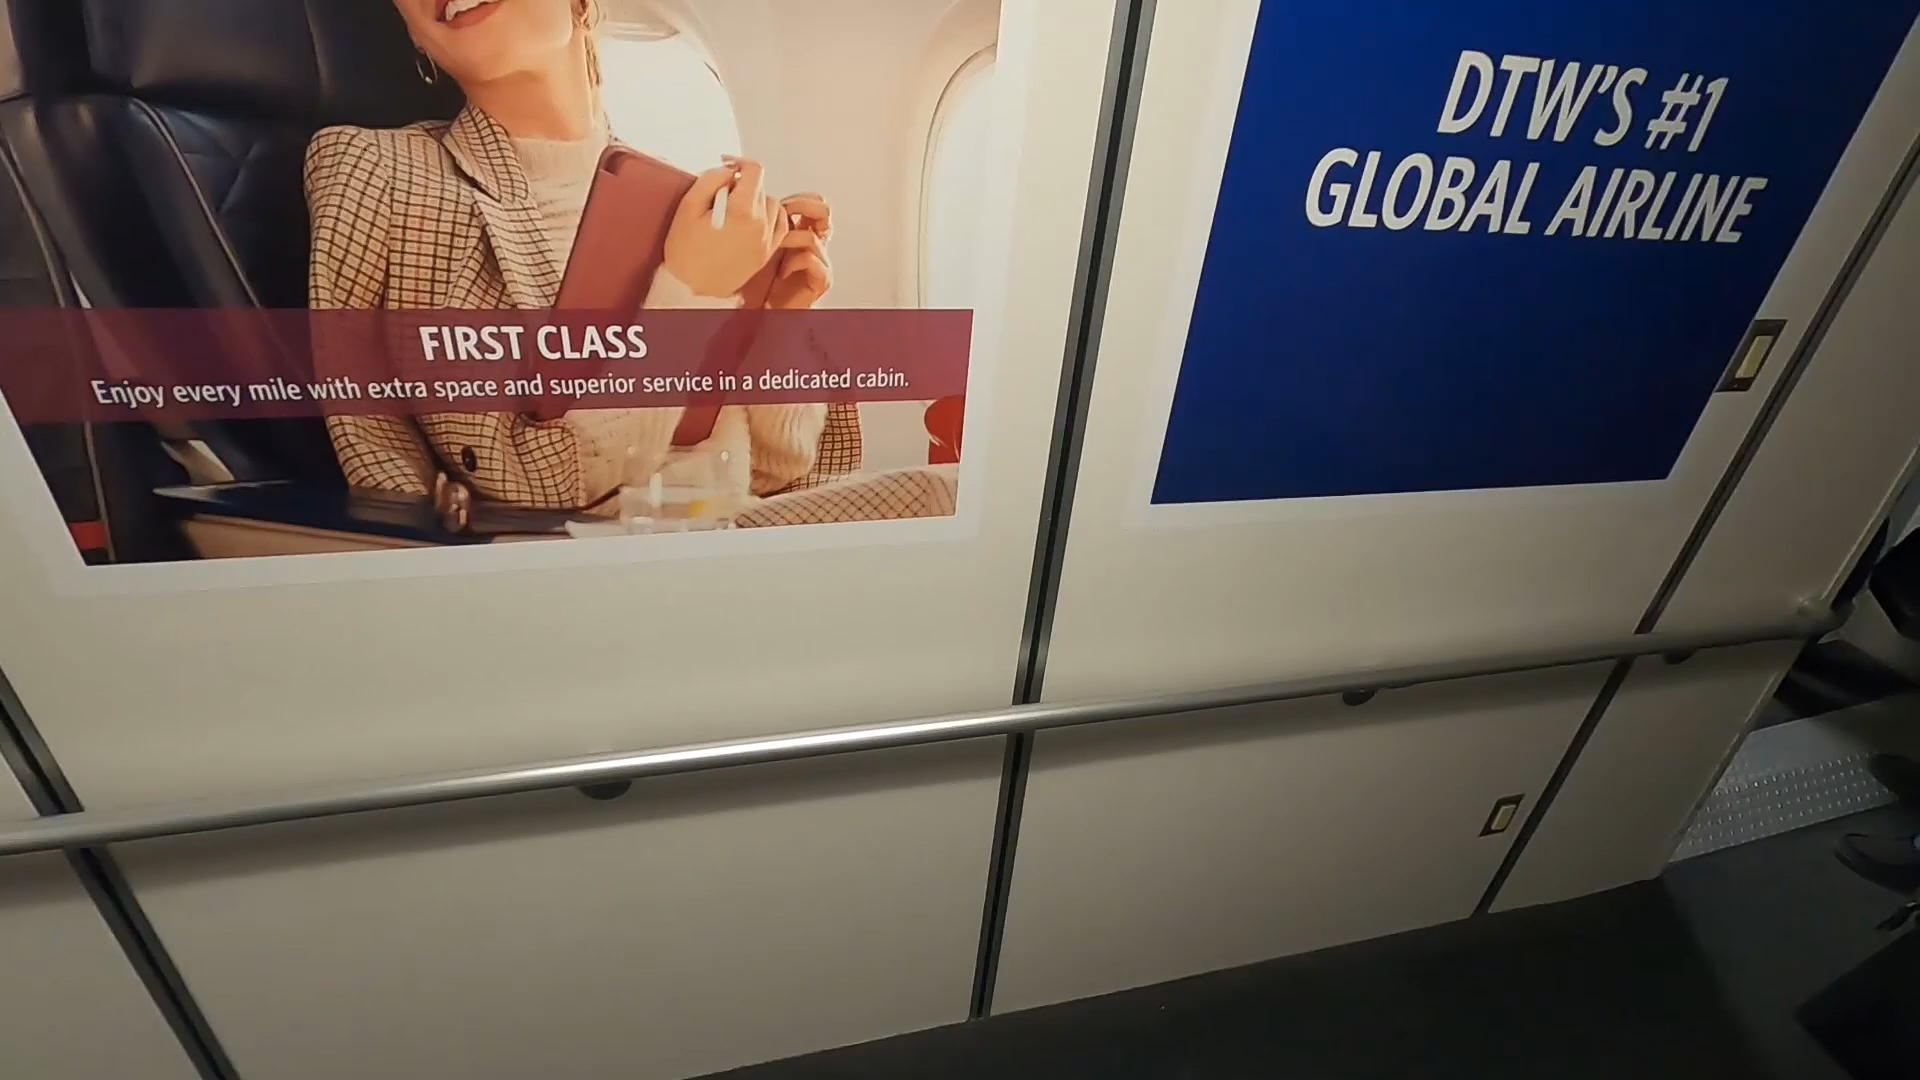 FIRST CLASS
Enjoy every mile with extra space and superior service in a dedicated cabin.
DTW'S #1
GLOBAL AIRLINE